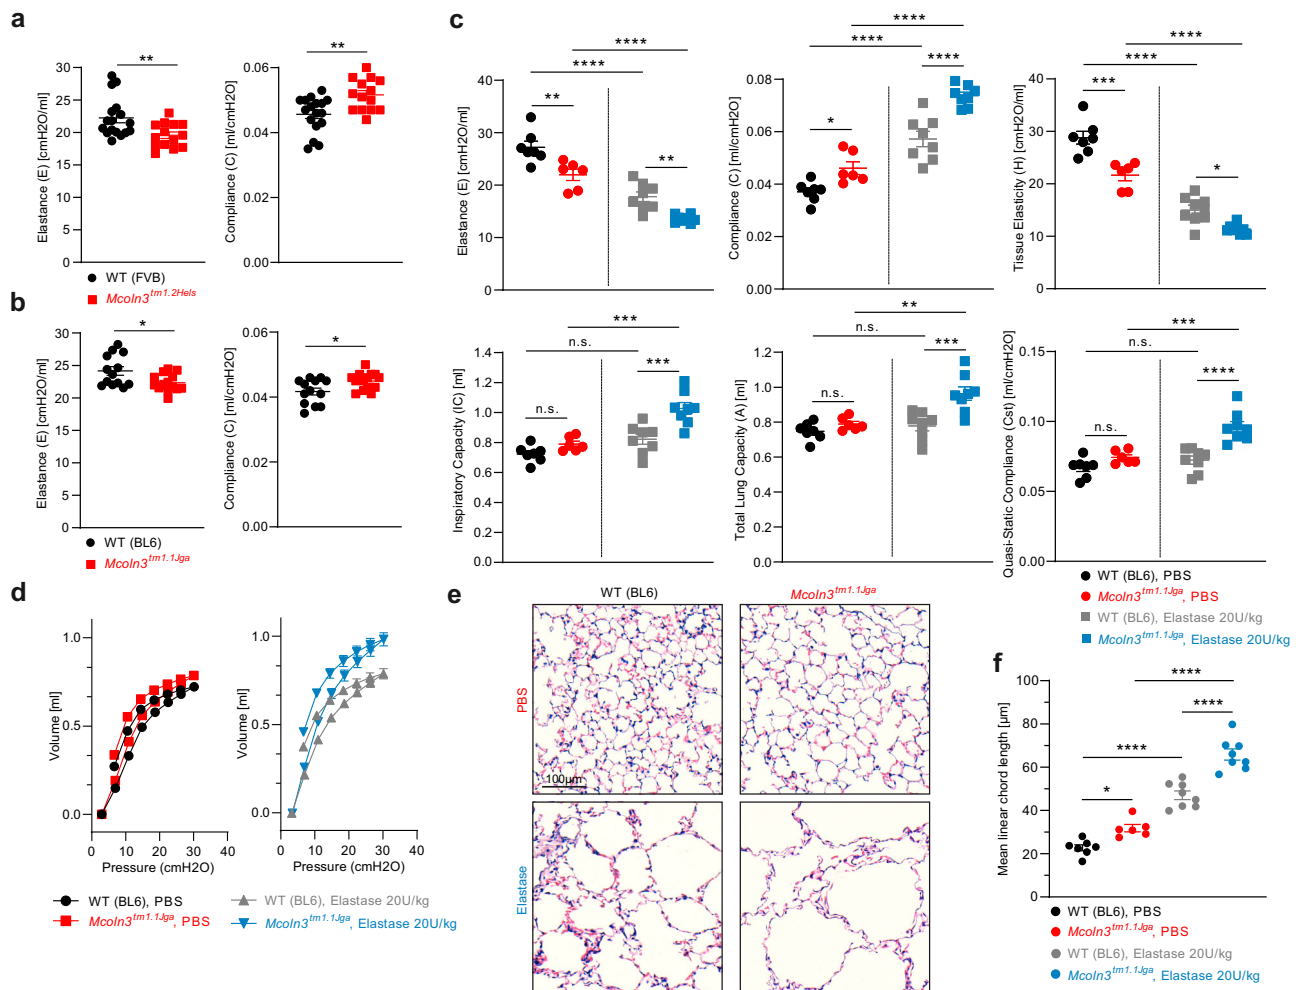 a
Elastance (E) [cmH2O/ml]
30
20
10
0
**
Compliance (C) [ml/cmH2O]
0.06
0.04
0.02
0.00
**
WT (FVB)
Mcoln3tm1.2Hels
b
Elastance (E) [cmH2O/ml]
30
25
20
15
10
5
0
*
Compliance (C) [ml/cmH2O]
0.06
0.04
0.02
0.00
*
WT (BL6)
Mcoln3tm1.1Jga
c
Elastance (E) [cmH2O/ml]
40
30
20
10
0
****
****
**
**
Compliance (C) [ml/cmH2O]
0.08
0.06
0.04
0.02
0.00
****
****
****
*
Tissue Elasticity (H) [cmH2O/ml]
40
30
20
10
0
****
****
***
*
Inspiratory Capacity (IC) [ml]
1.4
1.2
1.0
0.8
0.6
0.4
0.2
0.0
***
n.s.
***
n.s.
Total Lung Capacity (A) [ml]
1.2
1.0
0.8
0.6
0.4
0.2
0.0
**
n.s.
***
n.s.
Quasi-Static Compliance (Cst) [ml/cmH2O]
0.15
0.10
0.05
0.00
***
n.s.
****
n.s.
WT (BL6), PBS
Mcoln3tm1.1Jga, PBS
WT (BL6), Elastase 20U/kg
Mcoln3tm1.1Jga, Elastase 20U/kg
d
Volume [ml]
1.0
0.5
0.0
0 10 20 30 40
Pressure (cmH2O)
Volume [ml]
1.0
0.5
0.0
0 10 20 30 40
Pressure (cmH2O)
WT (BL6), PBS
Mcoln3tm1.1Jga, PBS
WT (BL6), Elastase 20U/kg
Mcoln3tm1.1Jga, Elastase 20U/kg
e
WT (BL6)
Mcoln3tm1.1Jga
PBS
100µm
Elastase
f
Mean linear chord length [µm]
100
80
60
40
20
0
****
****
****
*
WT (BL6), PBS
Mcoln3tm1.1Jga, PBS
WT (BL6), Elastase 20U/kg
Mcoln3tm1.1Jga, Elastase 20U/kg